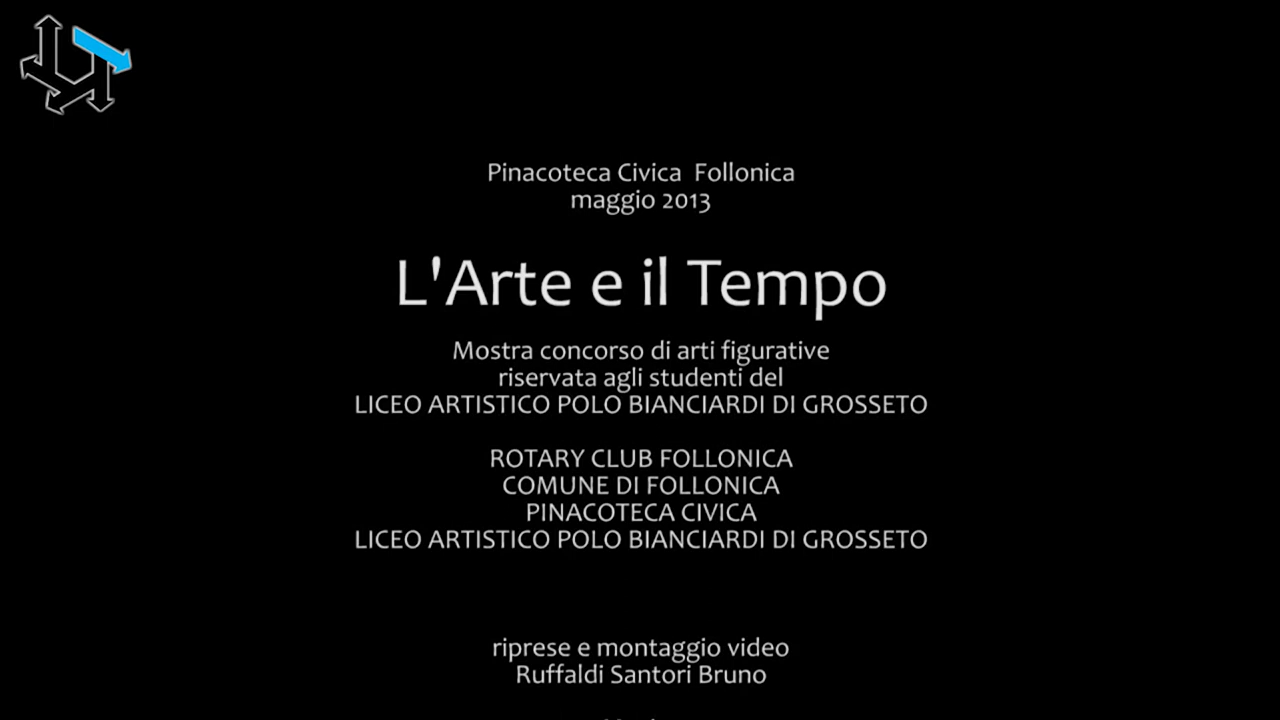 Pinacoteca Civica Follonica
maggio 2013
L'Arte e il Tempo
Mostra concorso di arti figurative
riservata agli studenti del
LICEO ARTISTICO POLO BIANCIARDI DI GROSSETO
ROTARY CLUB FOLLONICA
COMUNE DI FOLLONICA
PINACOTECA CIVICA
LICEO ARTISTICO POLO BIANCIARDI DI GROSSETO
riprese e montaggio video
Ruffaldi Santori Bruno